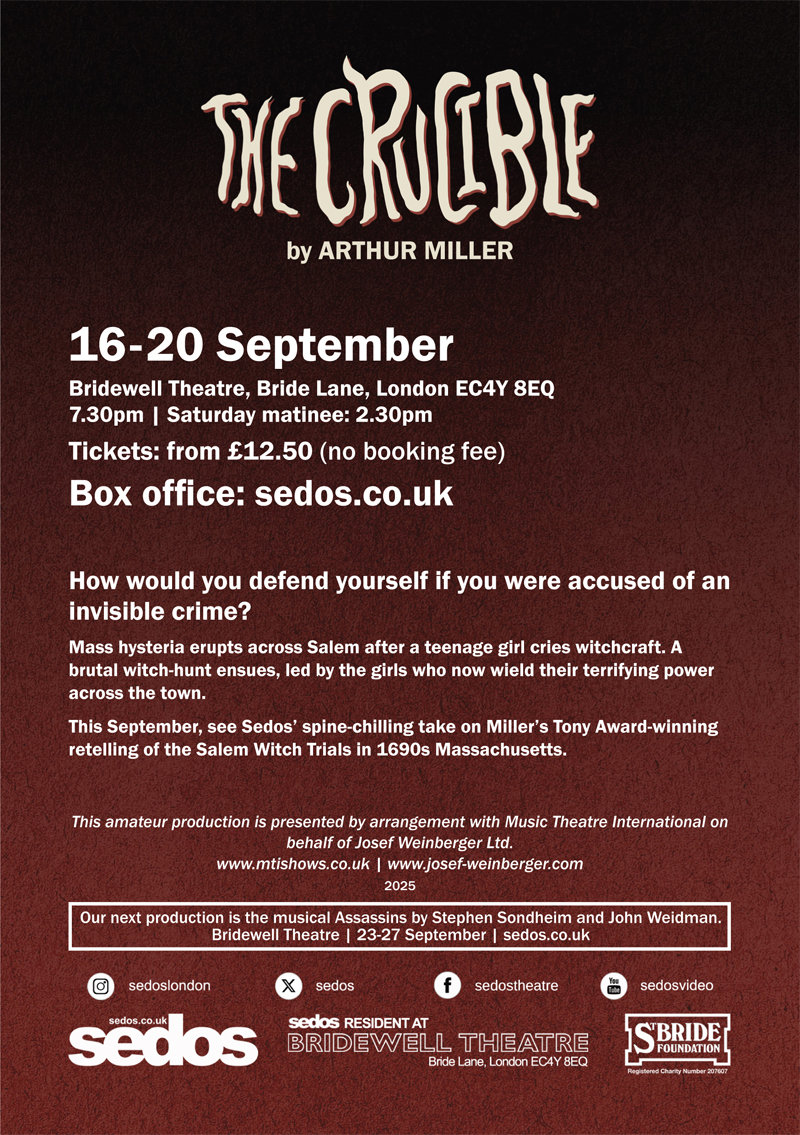 THE CRUCIBLE
by ARTHUR MILLER
16-20 September
Bridewell Theatre, Bride Lane, London EC4Y 8EQ
7.30pm | Saturday matinee: 2.30pm
Tickets: from £12.50 (no booking fee)
Box office: sedos.co.uk
How would you defend yourself if you were accused of an
invisible crime?
Mass hysteria erupts across Salem after a teenage girl cries witchcraft. A
brutal witch-hunt ensues, led by the girls who now wield their terrifying power
across the town.
This September, see Sedos’ spine-chilling take on Miller’s Tony Award-winning
retelling of the Salem Witch Trials in 1690s Massachusetts.
This amateur production is presented by arrangement with Music Theatre International on
behalf of Josef Weinberger Ltd.
www.mtishows.co.uk | www.josef-weinberger.com
2025
Our next production is the musical Assassins by Stephen Sondheim and John Weidman.
Bridewell Theatre | 23-27 September | sedos.co.uk
sedoslondon
X sedos
f sedostheatre
You Tube sedosvideo
sedos.co.uk
sedos
sedos RESIDENT AT
BRIDEWELL THEATRE
Bride Lane, London EC4Y 8EQ
ST BRIDE
FOUNDATION
Registered Charity Number 207607